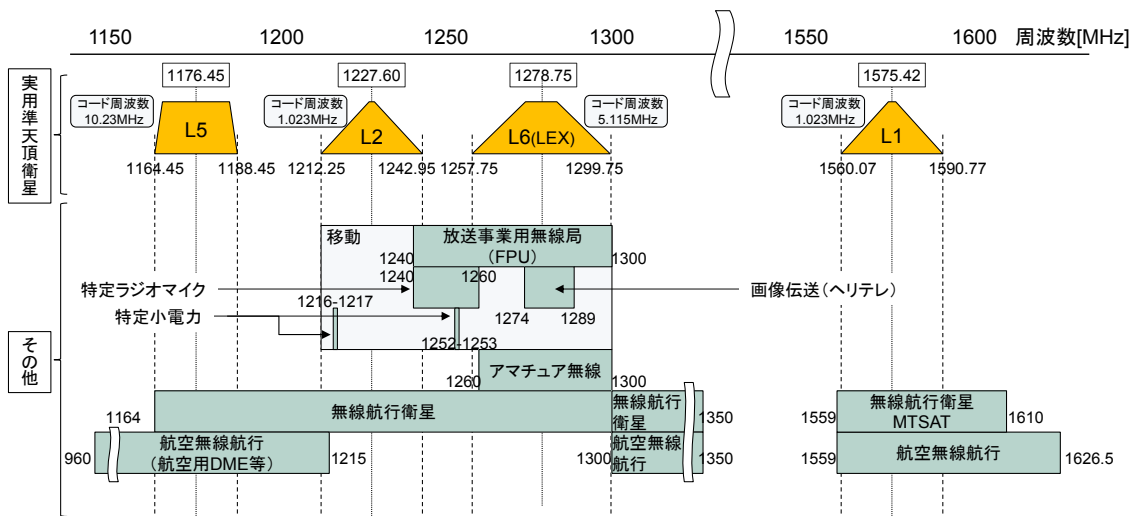 1150 1200 1250 1300 1550 1600 周波数[MHz]
実用準天頂衛星
1176.45
1227.60
1278.75
1575.42
コード周波数
10.23MHz
コード周波数
1.023MHz
コード周波数
5.115MHz
コード周波数
1.023MHz
L5
L2
L6(LEX)
L1
1164.45 1188.45 1212.25 1242.95 1257.75 1299.75 1560.07 1590.77
その他
移動
放送事業用無線局
(FPU)
1240 1300
1240 1260
特定ラジオマイク
画像伝送(ヘリテレ)
1216-1217
1274 1289
特定小電力
1252-1253
アマチュア無線
1260 1300
1164
無線航行衛星
無線航行
衛星
1350
1559
無線航行衛星
MTSAT
1610
960
航空無線航行
(航空用DME等)
1215
1300
航空無線
航行
1350
1559
航空無線航行
1626.5